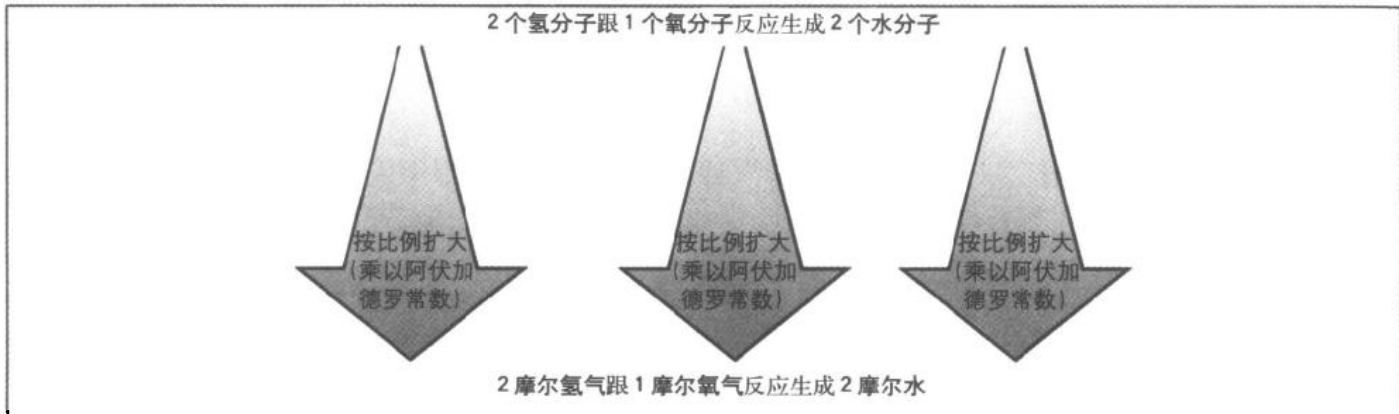 2个氢分子跟1个氧分子反应生成2个水分子
按比例扩大
(乘以阿伏加
德罗常数)
按比例扩大
(乘以阿伏加
德罗常数)
按比例扩大
(乘以阿伏加
德罗常数)
2摩尔氢气跟1摩尔氧气反应生成2摩尔水